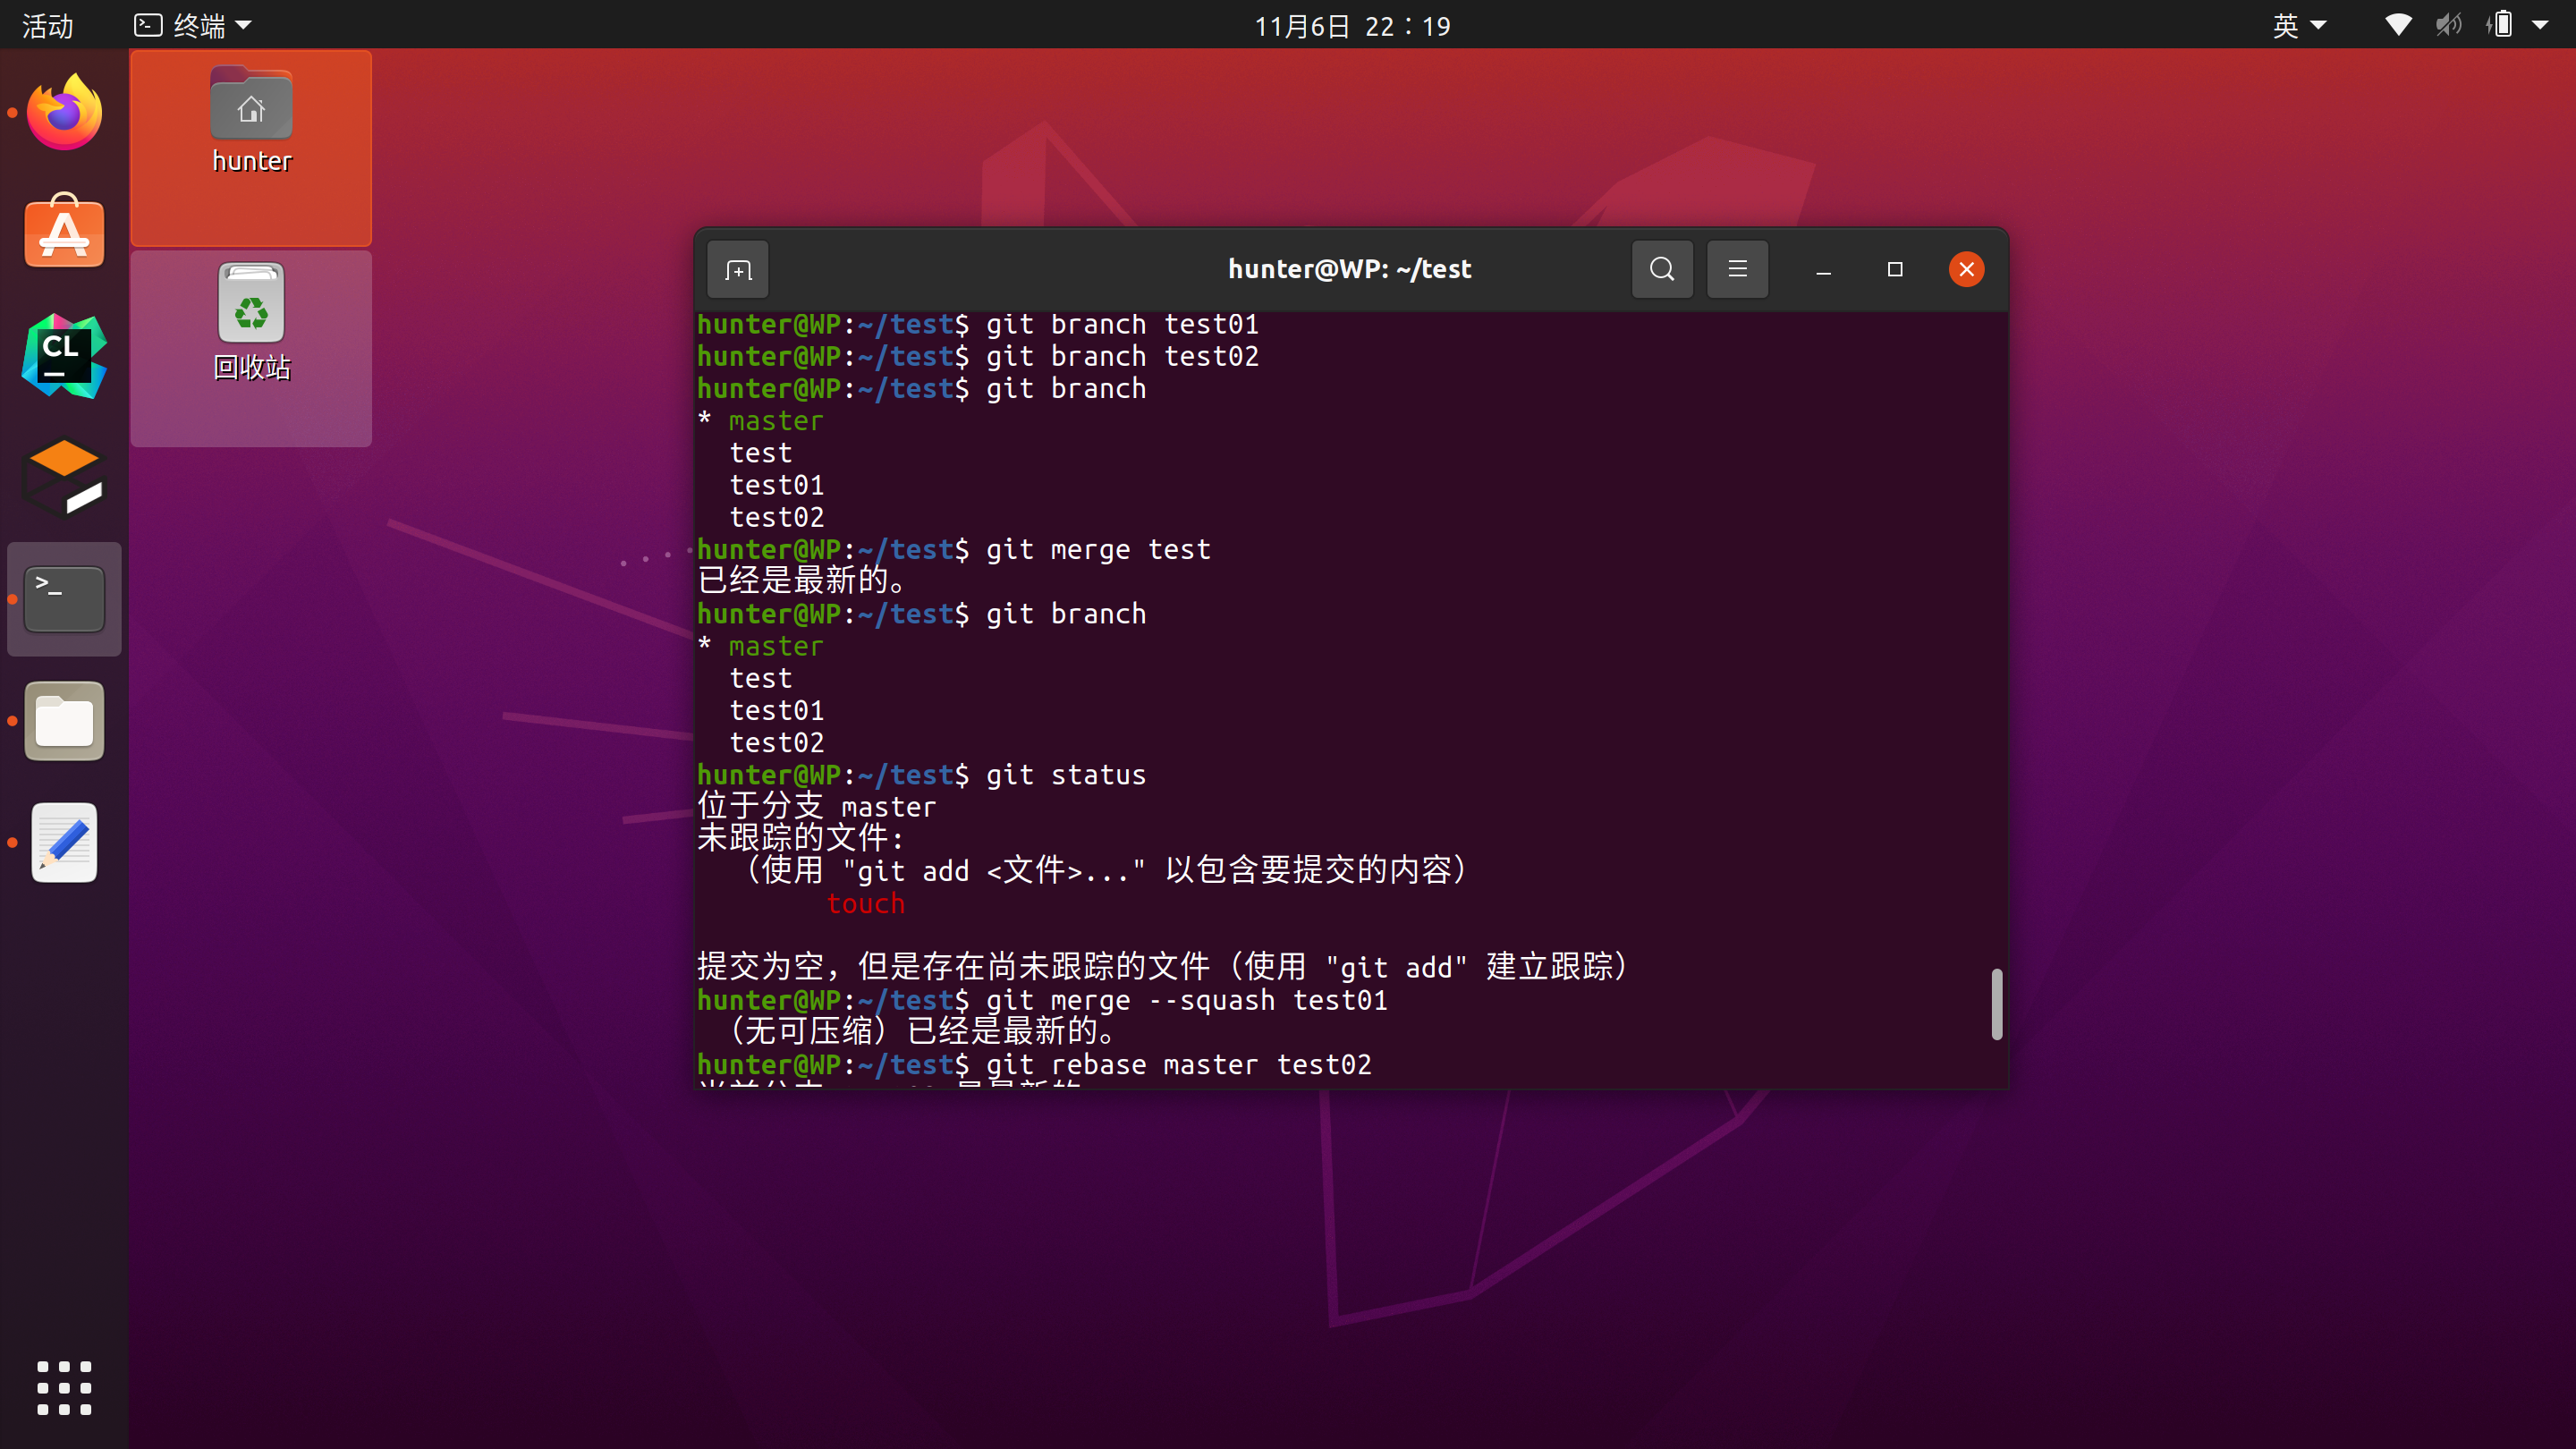 活动
终端
11月6日 22：19
英
hunter
回收站
CL
hunter@WP: ~/test
hunter@WP:~/test$ git branch test01
hunter@WP:~/test$ git branch test02
hunter@WP:~/test$ git branch
* master
  test
  test01
  test02
hunter@WP:~/test$ git merge test
已经是最新的。
hunter@WP:~/test$ git branch
* master
  test
  test01
  test02
hunter@WP:~/test$ git status
位于分支 master
未跟踪的文件:
  （使用 "git add <文件>..." 以包含要提交的内容）
        touch
提交为空，但是存在尚未跟踪的文件（使用 "git add" 建立跟踪）
hunter@WP:~/test$ git merge --squash test01
 （无可压缩）已经是最新的。
hunter@WP:~/test$ git rebase master test02